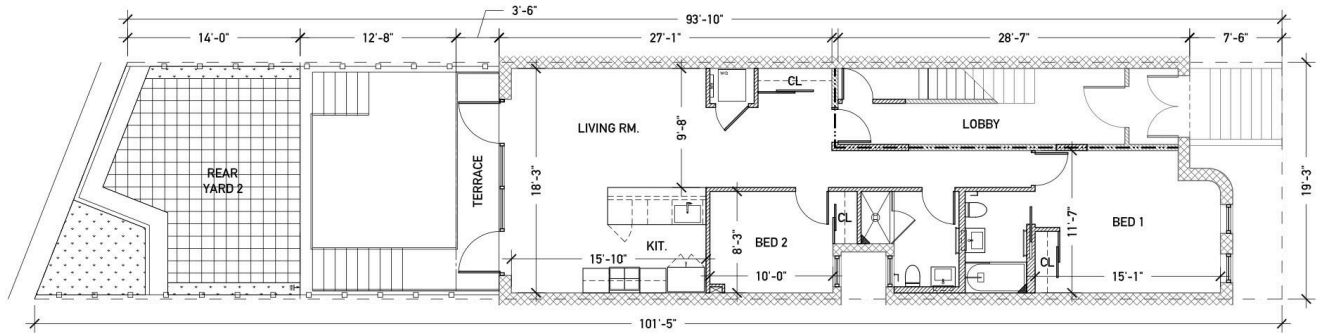 3'-6"
93'-10"
14'-0"
12'-8"
27'-1"
28'-7"
7'-6"
CL
LIVING RM.
9'-8"
LOBBY
REAR
YARD 2
TERRACE
18'-3"
19'-3"
KIT.
15'-10"
8'-3"
BED 2
10'-0"
CL
11'-7"
BED 1
CL
15'-1"
101'-5"